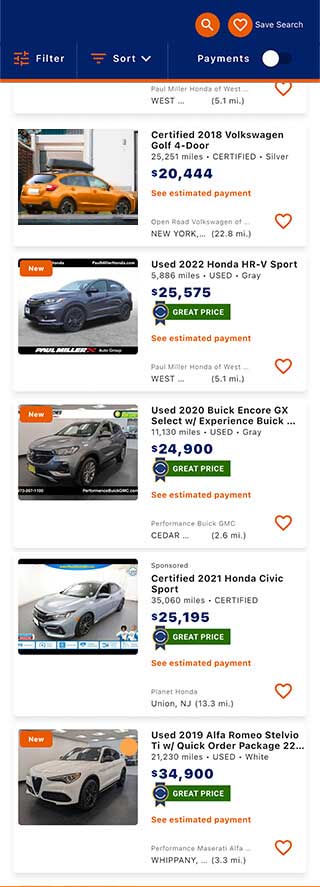 Save Search
Filter
Sort
Payments
Paul Miller Honda of West ...
WEST ... (5.1 mi.)
Certified 2018 Volkswagen
Golf 4-Door
25,251 miles • CERTIFIED • Silver
$20,444
See estimated payment
Open Road Volkswagen of ...
NEW YORK,... (22.8 mi.)
New
Honda
PaulMillerHonda.com
PAUL MILLER
Auto Group
Used 2022 Honda HR-V Sport
5,886 miles • USED • Gray
$25,575
GREAT PRICE
See estimated payment
Paul Miller Honda of West ...
WEST ... (5.1 mi.)
New
PerformanceBuickGMC.com
Used 2020 Buick Encore GX
Select w/ Experience Buick ...
11,130 miles • USED • Gray
$24,900
GREAT PRICE
See estimated payment
Performance Buick GMC
CEDAR ... (2.6 mi.)
Sponsored
Certified 2021 Honda Civic
Sport
35,060 miles • CERTIFIED
$25,195
GREAT PRICE
See estimated payment
Planet Honda
Union, NJ (13.3 mi.)
New
Used 2019 Alfa Romeo Stelvio
Ti w/ Quick Order Package 22...
21,230 miles • USED • White
$34,900
GREAT PRICE
See estimated payment
Performance Maserati Alfa ...
WHIPPANY, ... (3.3 mi.)